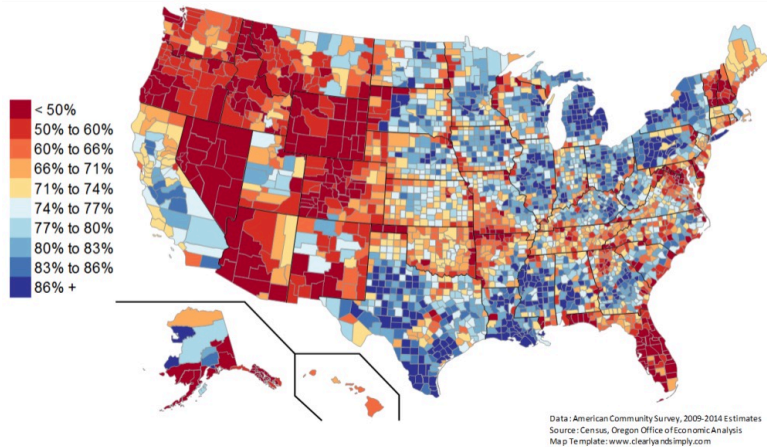 < 50%
50% to 60%
60% to 66%
66% to 71%
71% to 74%
74% to 77%
77% to 80%
80% to 83%
83% to 86%
86% +
Data: American Community Survey, 2009-2014 Estimates
Source: Census, Oregon Office of Economic Analysis
Map Template: www.clearlyandsimply.com